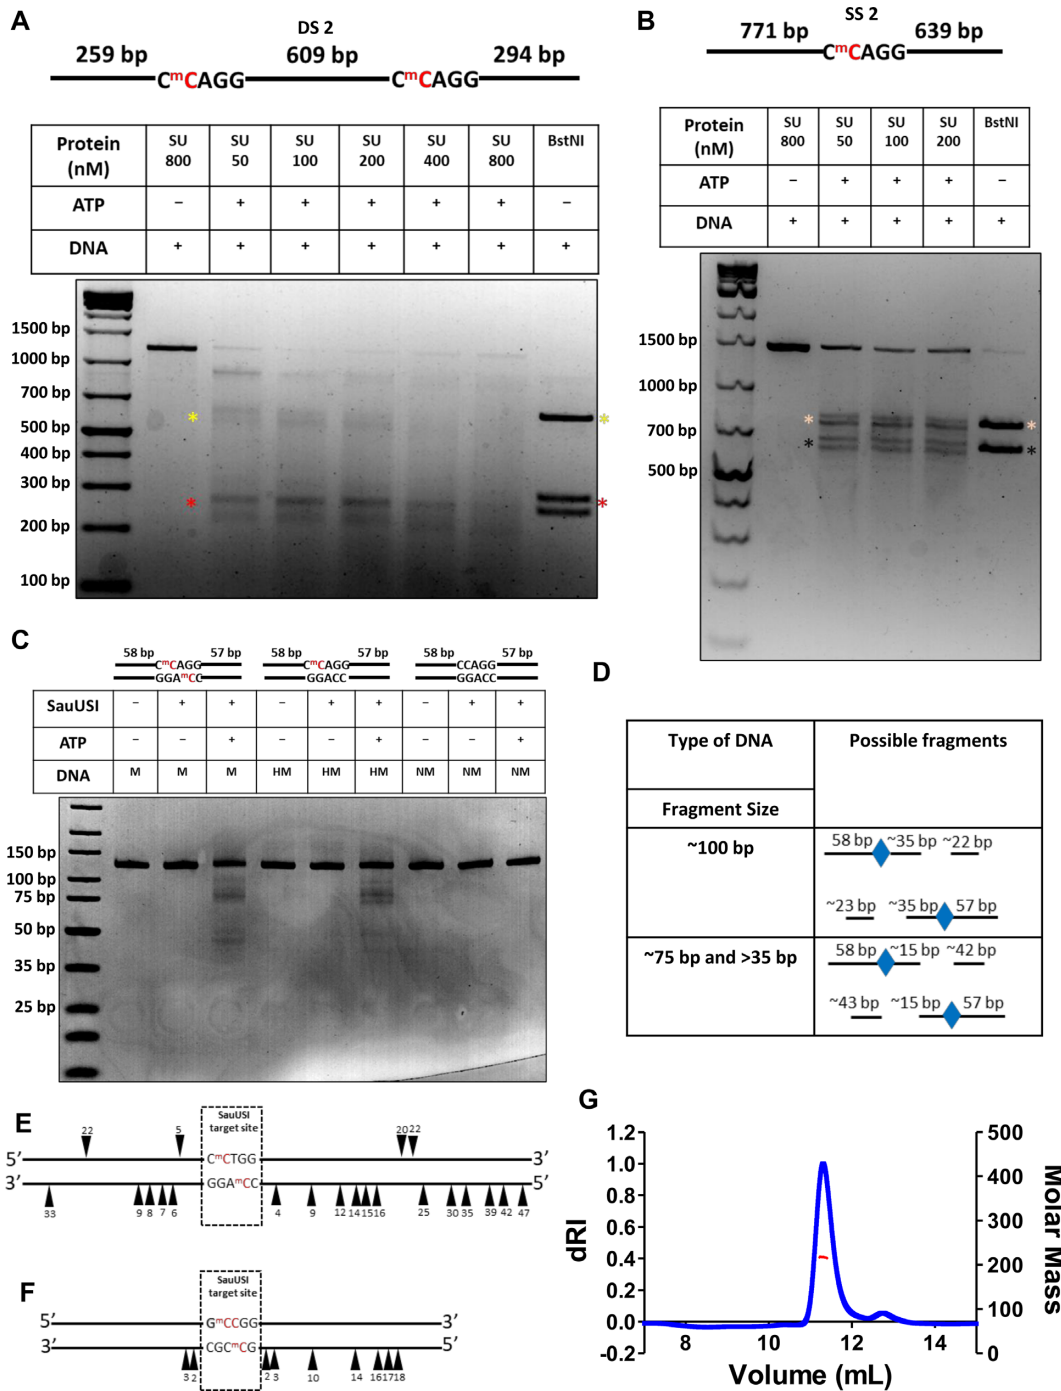 A
DS 2
259 bp 609 bp 294 bp
CmCAGG CmCAGG
Protein (nM) SU 800 SU 50 SU 100 SU 200 SU 400 SU 800 BstNI
ATP − + + + + + −
DNA + + + + + + +
1500 bp
1000 bp
700 bp
500 bp
400 bp
300 bp
200 bp
100 bp
* *
* *
B
SS 2
771 bp 639 bp
CmCAGG
Protein (nM) SU 800 SU 50 SU 100 SU 200 BstNI
ATP − + + + −
DNA + + + + +
1500 bp
1000 bp
700 bp
500 bp
* *
* *
C
58 bp 57 bp 58 bp 57 bp 58 bp 57 bp
CmCAGG CmCAGG CCAGG
GGAmCC GGACC GGACC
SauUSI − + + − + + − + +
ATP − − + − − + − − +
DNA M M M HM HM HM NM NM NM
150 bp
100 bp
75 bp
50 bp
35 bp
25 bp
D
Type of DNA Possible fragments
Fragment Size
~100 bp
58 bp ~35 bp ~22 bp
~23 bp ~35 bp 57 bp
~75 bp and >35 bp
58 bp ~15 bp ~42 bp
~43 bp ~15 bp 57 bp
E
SauUSI
target site
22 5 20 22
5’ CmCTGG 3’
3’ GGAmCC 5’
33 9 8 7 6 4 9 12 14 15 16 25 30 35 39 42 47
F
SauUSI
target site
5’ GmCCGG 3’
3’ CGCmCG 5’
3 2 2 3 10 14 16 17 18
G
1.2
1.0
0.8
0.6
0.4
0.2
0.0
-0.2
dRI
500
400
300
200
100
0
Molar Mass
8 10 12 14
Volume (mL)